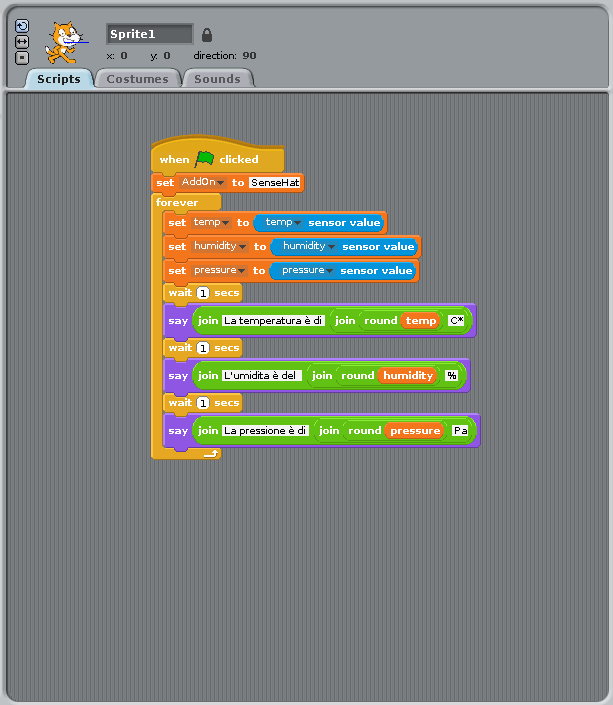 Sprite1
x: 0 y: 0 direction: 90
Scripts Costumes Sounds
when clicked
set AddOn to SenseHat
forever
set temp to temp sensor value
set humidity to humidity sensor value
set pressure to pressure sensor value
wait 1 secs
say join La temperatura è di join round temp C*
wait 1 secs
say join L'umidita è del join round humidity %
wait 1 secs
say join La pressione è di join round pressure Pa